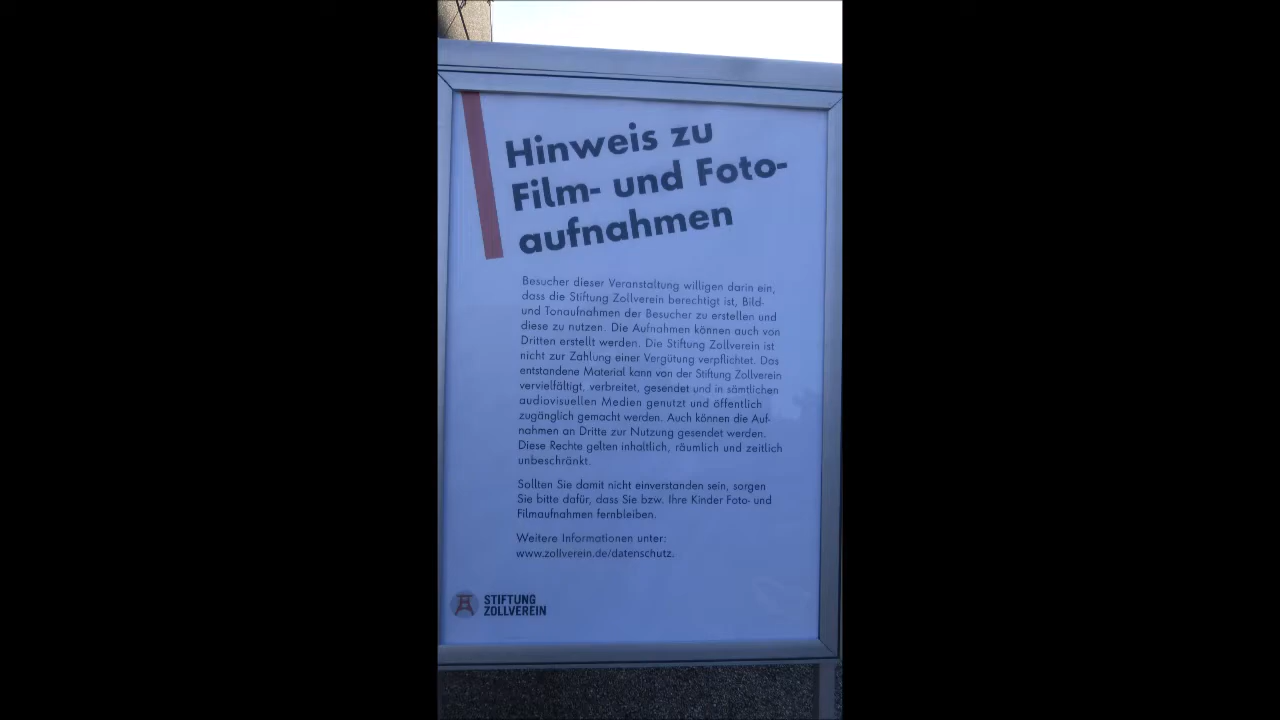 Hinweis zu
Film- und Foto-
aufnahmen
Besucher dieser Veranstaltung willigen darin ein,
dass die Stiftung Zollverein berechtigt ist, Bild-
und Tonaufnahmen der Besucher zu erstellen und
diese zu nutzen. Die Aufnahmen können auch von
Dritten erstellt werden. Die Stiftung Zollverein ist
nicht zur Zahlung einer Vergütung verpflichtet. Das
entstandene Material kann von der Stiftung Zollverein
vervielfältigt, verbreitet, gesendet und in sämtlichen
audiovisuellen Medien genutzt und öffentlich
zugänglich gemacht werden. Auch können die Auf-
nahmen an Dritte zur Nutzung gesendet werden.
Diese Rechte gelten inhaltlich, räumlich und zeitlich
unbeschränkt.
Sollten Sie damit nicht einverstanden sein, sorgen
Sie bitte dafür, dass Sie bzw. Ihre Kinder Foto- und
Filmaufnahmen fernbleiben.
Weitere Informationen unter:
www.zollverein.de/datenschutz.
STIFTUNG
ZOLLVEREIN